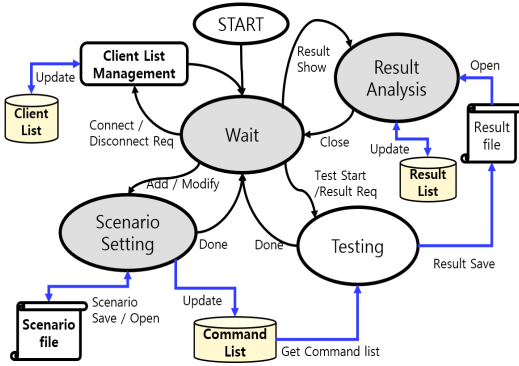 START
Client List
Management
Update
Client
List
Connect /
Disconnect Req
Wait
Result
Show
Result
Analysis
Open
Close
Update
Result
List
Result
file
Add / Modify
Test Start
/Result Req
Scenario
Setting
Done
Done
Testing
Result Save
Scenario
Save / Open
Scenario
file
Update
Command
List
Get Command list